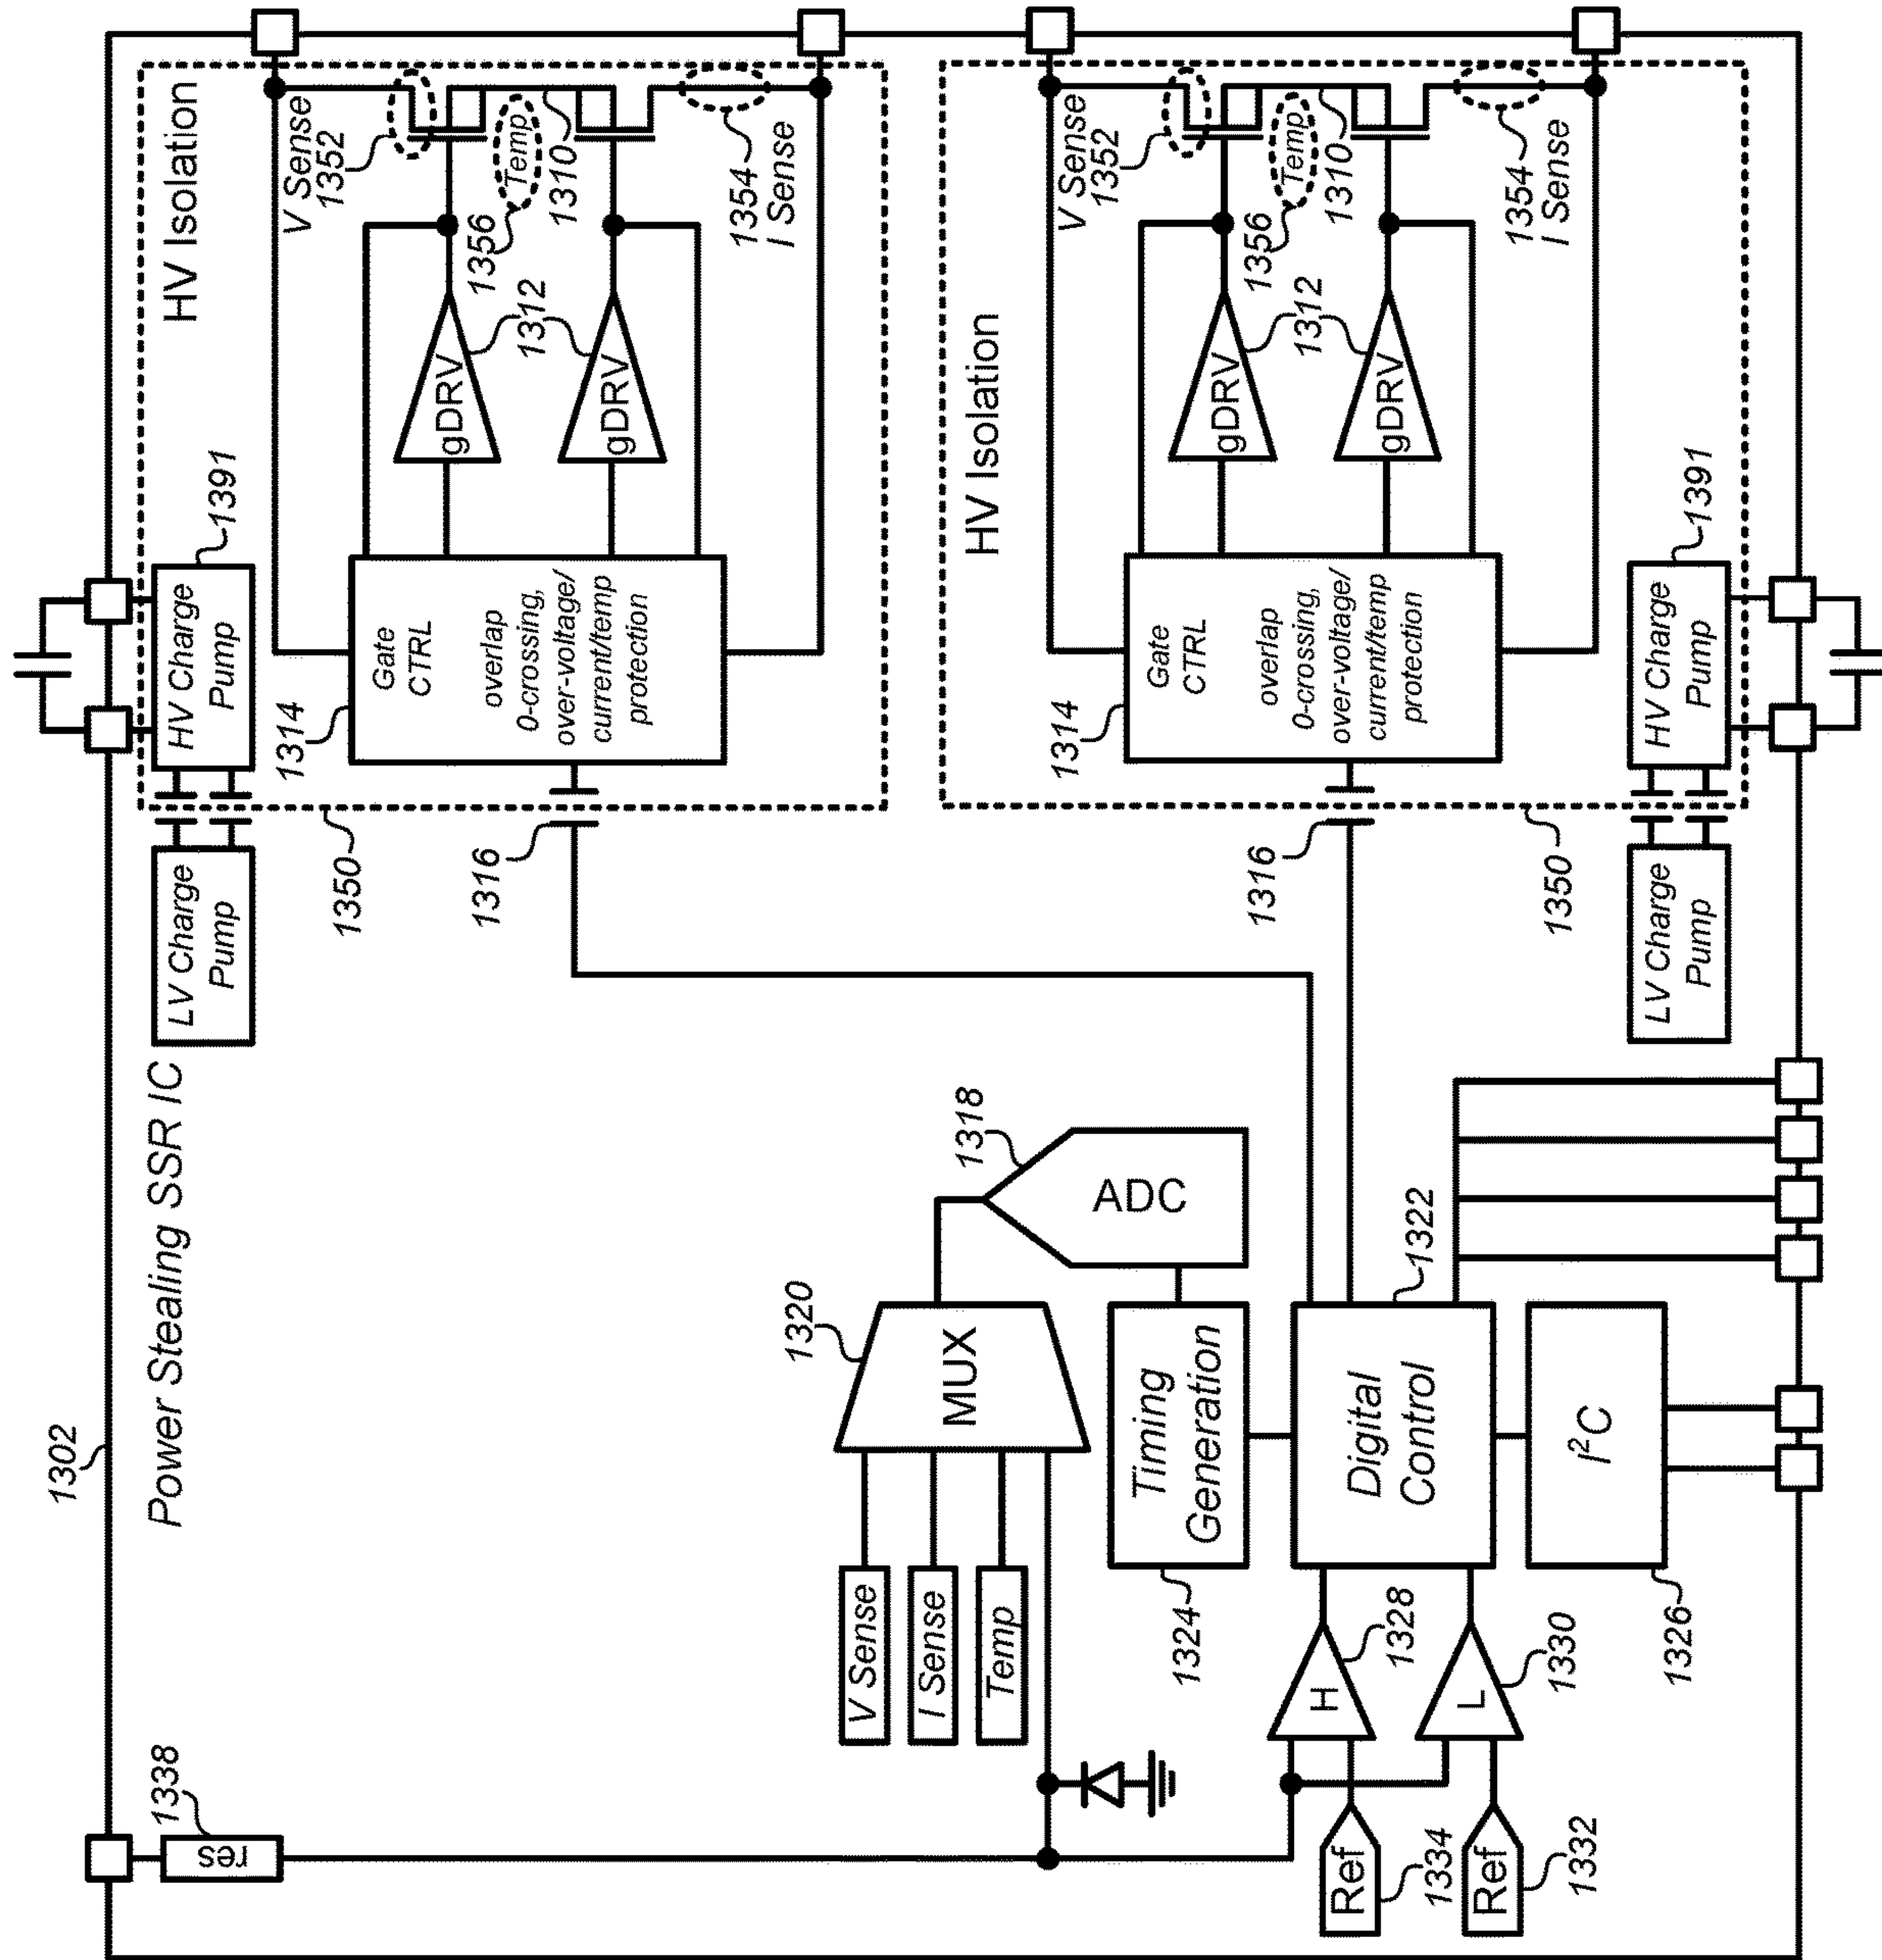 1302
Power Stealing SSR IC
1338
res
LV Charge
Pump
HV Charge
Pump
1391
HV Isolation
1350
1316
1314
Gate
CTRL
overlap
0-crossing,
over-voltage/
current/temp
protection
gDRV
gDRV
1312
V Sense
1352
1356
Temp
1310
1354
I Sense
V Sense
I Sense
Temp
MUX
1320
ADC
1318
Timing
Generation
1324
Digital
Control
1322
I²C
1326
H
1328
L
1330
Ref
1334
Ref
1332
HV Isolation
1316
1314
Gate
CTRL
overlap
0-crossing,
over-voltage/
current/temp
protection
gDRV
gDRV
1312
V Sense
1352
1356
Temp
1310
1354
I Sense
1350
LV Charge
Pump
HV Charge
Pump
1391